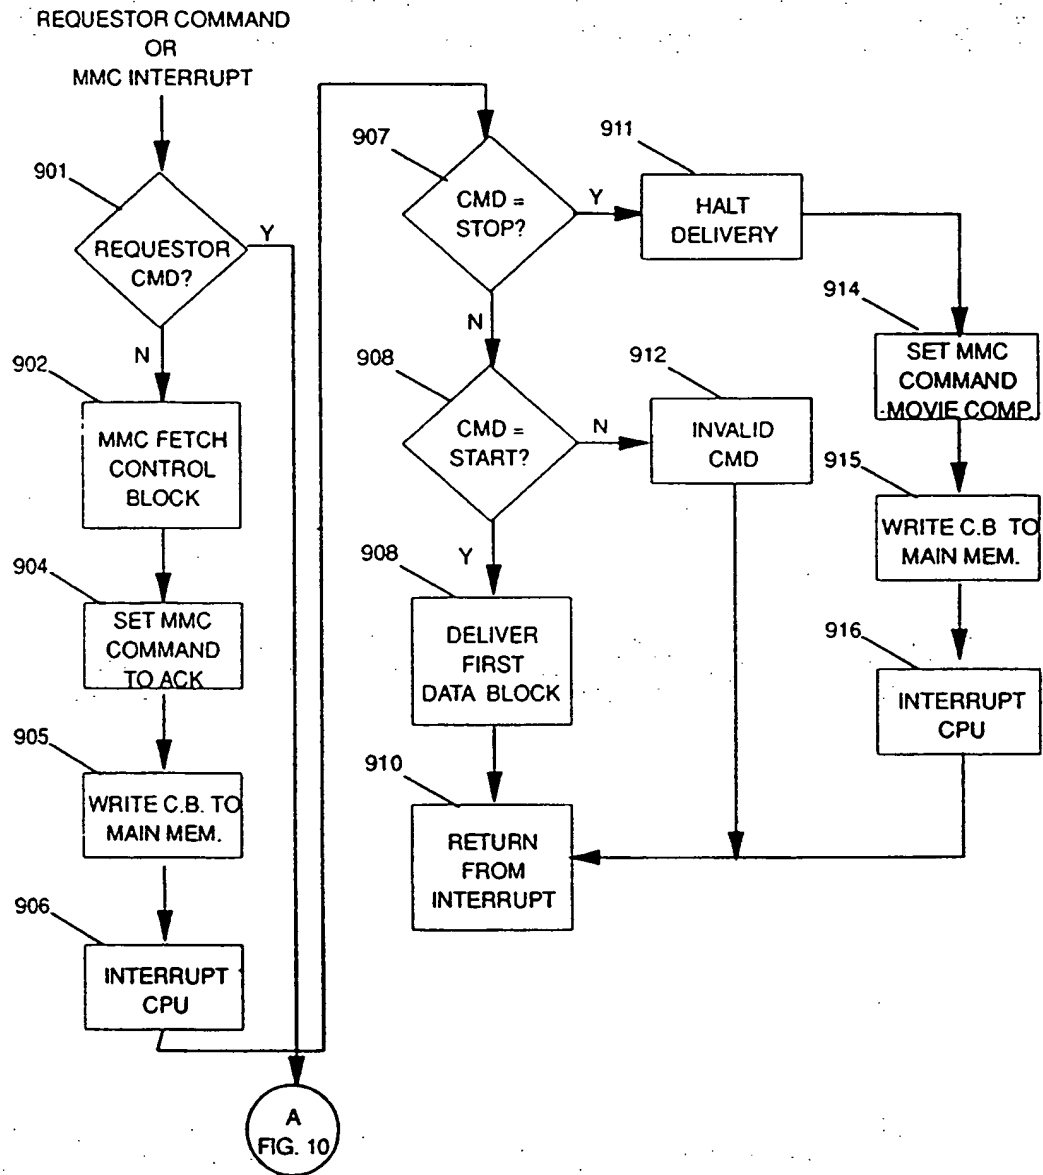 REQUESTOR COMMAND
OR
MMC INTERRUPT
901
REQUESTOR
CMD?
Y
N
902
MMC FETCH
CONTROL
BLOCK
904
SET MMC
COMMAND
TO ACK
905
WRITE C.B. TO
MAIN MEM.
906
INTERRUPT
CPU
A
FIG. 10
907
CMD =
STOP?
Y
N
911
HALT
DELIVERY
908
CMD =
START?
N
Y
912
INVALID
CMD
908
DELIVER
FIRST
DATA BLOCK
910
RETURN
FROM
INTERRUPT
914
SET MMC
COMMAND
-MOVIE COMP.
915
WRITE C.B TO
MAIN MEM.
916
INTERRUPT
CPU